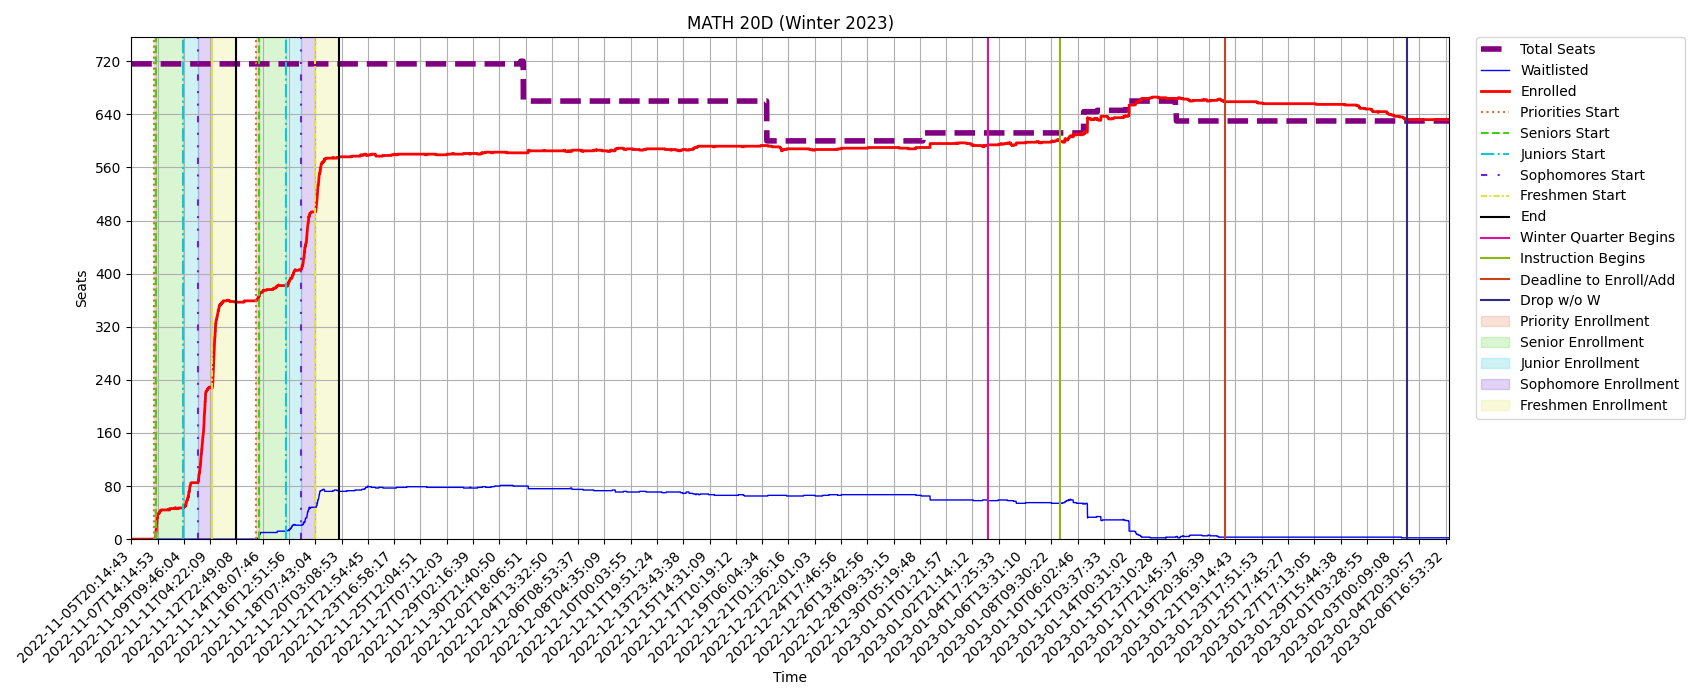 MATH 20D (Winter 2023)
Seats
720
640
560
480
400
320
240
160
80
0
2022-11-05T20:14:43
2022-11-07T14:14:53
2022-11-09T09:46:04
2022-11-11T04:22:09
2022-11-12T22:49:08
2022-11-14T18:07:46
2022-11-16T12:51:56
2022-11-18T07:43:04
2022-11-20T03:08:53
2022-11-21T21:54:45
2022-11-23T16:58:17
2022-11-25T12:04:51
2022-11-27T07:12:03
2022-11-29T02:16:39
2022-11-30T21:40:50
2022-12-02T18:06:51
2022-12-04T13:32:50
2022-12-06T08:53:37
2022-12-08T04:35:09
2022-12-10T00:03:55
2022-12-11T19:51:24
2022-12-13T23:43:38
2022-12-15T14:31:09
2022-12-17T10:19:12
2022-12-19T06:04:34
2022-12-21T01:36:16
2022-12-22T22:01:03
2022-12-24T17:46:56
2022-12-26T13:42:56
2022-12-28T09:33:15
2022-12-30T05:19:48
2023-01-01T01:21:57
2023-01-02T21:14:12
2023-01-04T17:25:33
2023-01-06T13:31:10
2023-01-08T09:30:22
2023-01-10T06:02:46
2023-01-12T03:37:33
2023-01-14T00:31:02
2023-01-15T23:10:28
2023-01-17T21:45:37
2023-01-19T20:36:39
2023-01-21T19:14:43
2023-01-23T17:51:53
2023-01-25T17:45:27
2023-01-27T17:13:05
2023-01-29T15:44:38
2023-02-01T03:28:55
2023-02-03T00:09:08
2023-02-04T20:30:57
2023-02-06T16:53:32
Time
Total Seats
Waitlisted
Enrolled
Priorities Start
Seniors Start
Juniors Start
Sophomores Start
Freshmen Start
End
Winter Quarter Begins
Instruction Begins
Deadline to Enroll/Add
Drop w/o W
Priority Enrollment
Senior Enrollment
Junior Enrollment
Sophomore Enrollment
Freshmen Enrollment